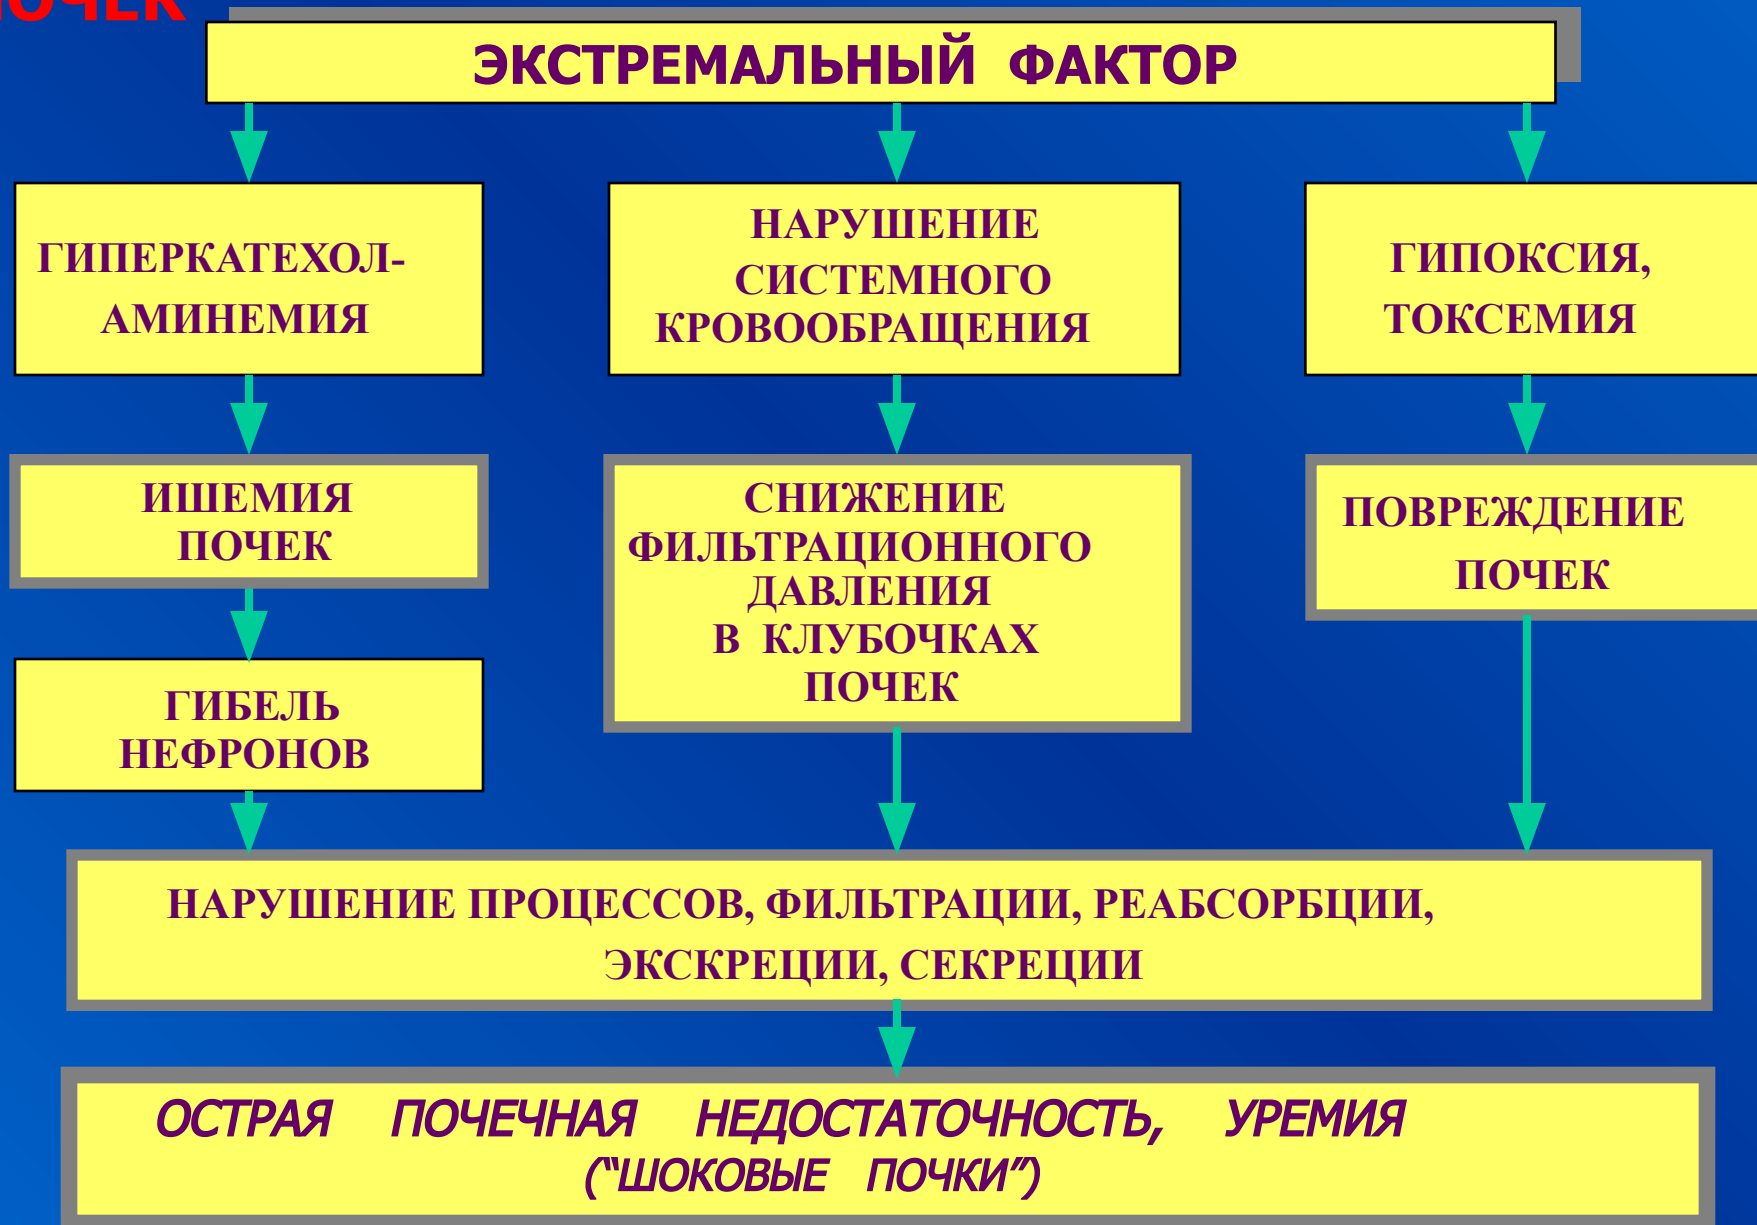 ПОЧЕК
ЭКСТРЕМАЛЬНЫЙ ФАКТОР
ГИПЕРКАТЕХОЛ-
АМИНЕМИЯ
НАРУШЕНИЕ
СИСТЕМНОГО
КРОВООБРАЩЕНИЯ
ГИПОКСИЯ,
ТОКСЕМИЯ
ИШЕМИЯ
ПОЧЕК
СНИЖЕНИЕ
ФИЛЬТРАЦИОННОГО
ДАВЛЕНИЯ
В КЛУБОЧКАХ
ПОЧЕК
ПОВРЕЖДЕНИЕ
ПОЧЕК
ГИБЕЛЬ
НЕФРОНОВ
НАРУШЕНИЕ ПРОЦЕССОВ, ФИЛЬТРАЦИИ, РЕАБСОРБЦИИ,
ЭКСКРЕЦИИ, СЕКРЕЦИИ
ОСТРАЯ ПОЧЕЧНАЯ НЕДОСТАТОЧНОСТЬ, УРЕМИЯ
(“ШОКОВЫЕ ПОЧКИ”)